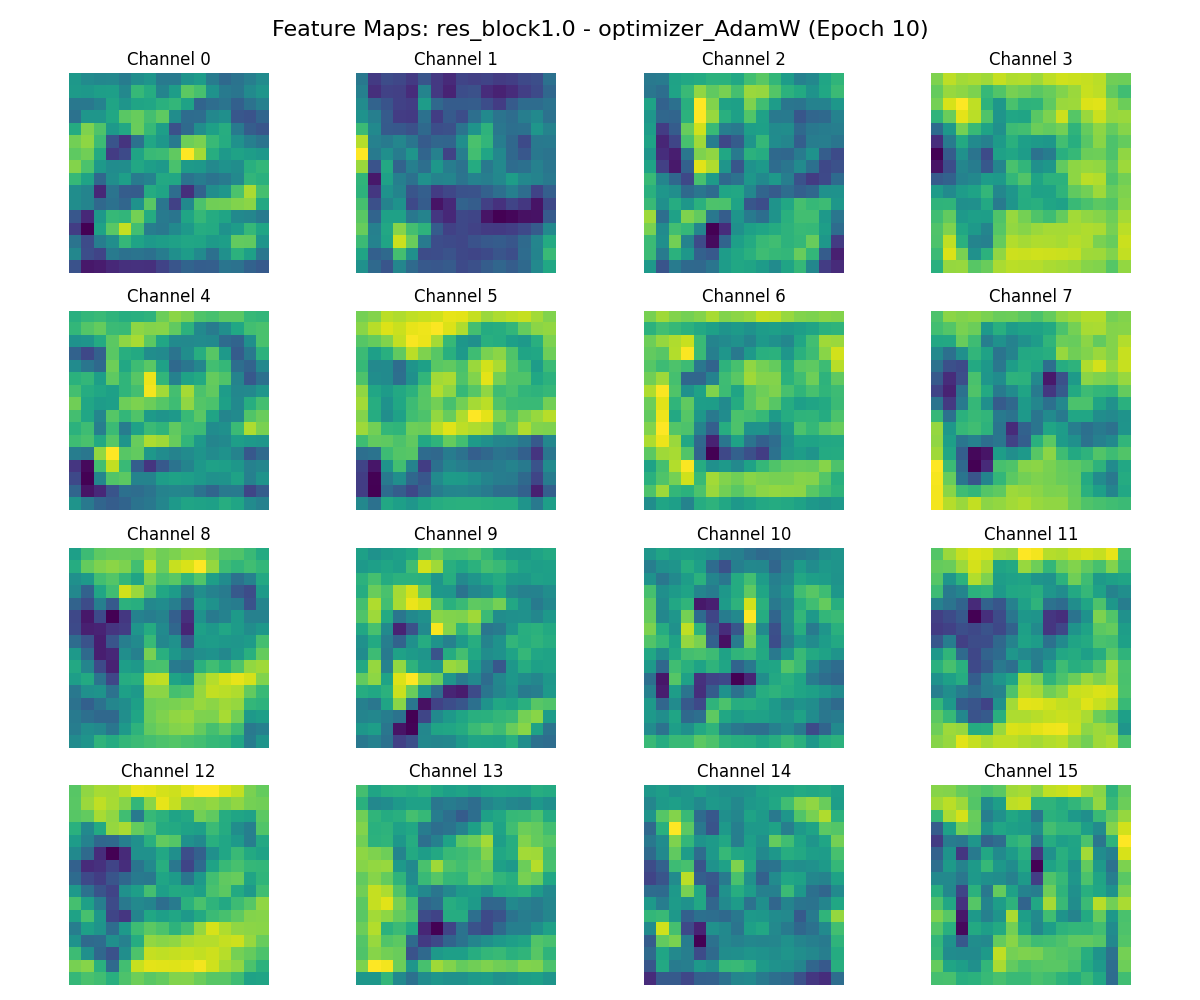 Feature Maps: res_block1.0 - optimizer_AdamW (Epoch 10)
Channel 0 Channel 1 Channel 2 Channel 3
Channel 4 Channel 5 Channel 6 Channel 7
Channel 8 Channel 9 Channel 10 Channel 11
Channel 12 Channel 13 Channel 14 Channel 15